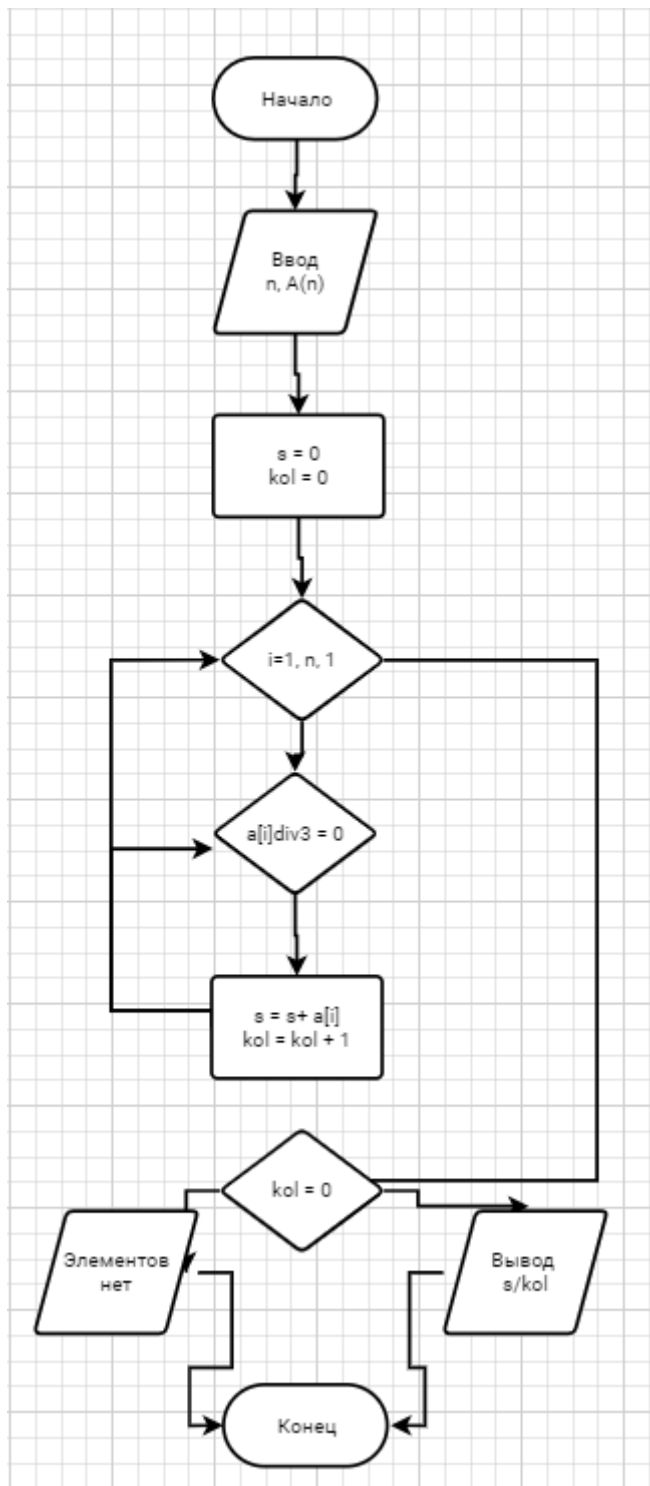 Начало
Ввод
n, A(n)
s = 0
kol = 0
i=1, n, 1
a[i]div3 = 0
s = s+ a[i]
kol = kol + 1
kol = 0
Элементов
нет
Вывод
s/kol
Конец